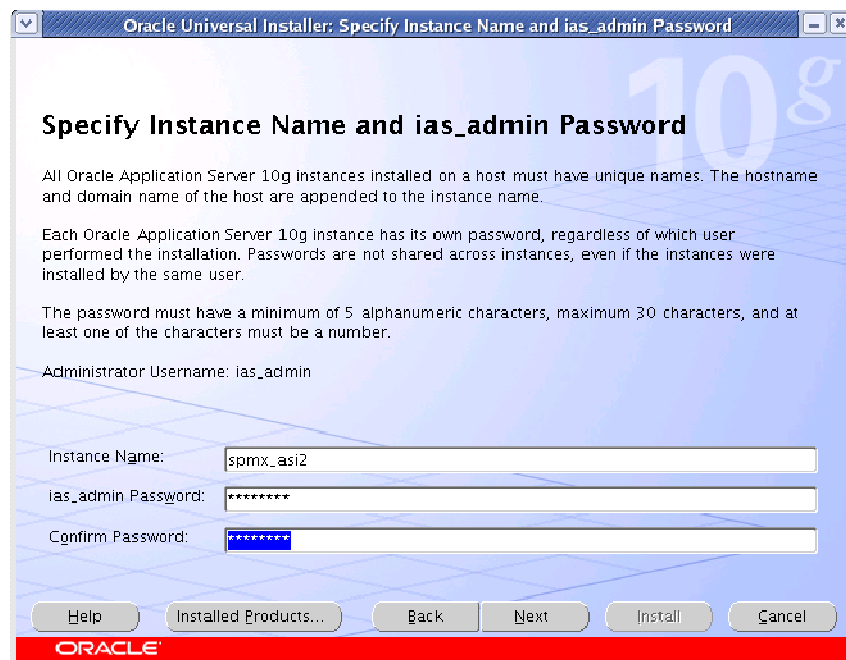 Oracle Universal Installer: Specify Instance Name and ias_admin Password
10g
Specify Instance Name and ias_admin Password
All Oracle Application Server 10g instances installed on a host must have unique names. The hostname
and domain name of the host are appended to the instance name.
Each Oracle Application Server 10g instance has its own password, regardless of which user
performed the installation. Passwords are not shared across instances, even if the instances were
installed by the same user.
The password must have a minimum of 5 alphanumeric characters, maximum 30 characters, and at
least one of the characters must be a number.
Administrator Username: ias_admin
Instance Name: spmx_asi2
ias_admin Password: ********
Confirm Password: ********
Help Installed Products... Back Next Install Cancel
ORACLE